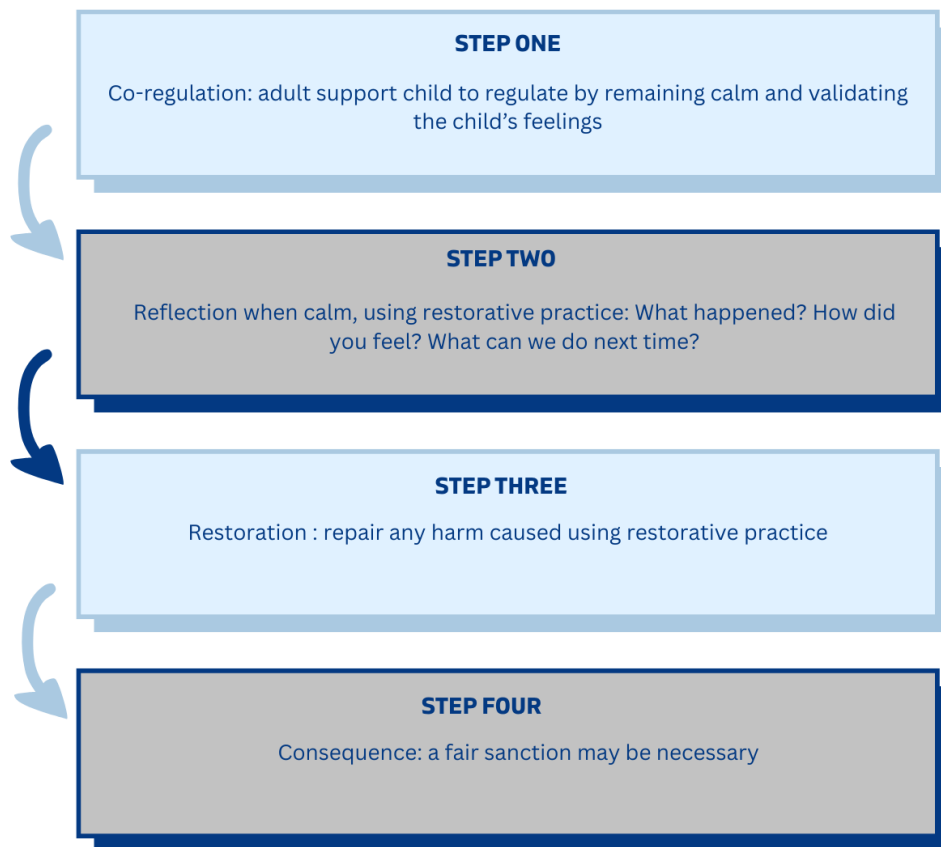 STEP ONE
Co-regulation: adult support child to regulate by remaining calm and validating
the child's feelings
STEP TWO
Reflection when calm, using restorative practice: What happened? How did
you feel? What can we do next time?
STEP THREE
Restoration : repair any harm caused using restorative practice
STEP FOUR
Consequence: a fair sanction may be necessary